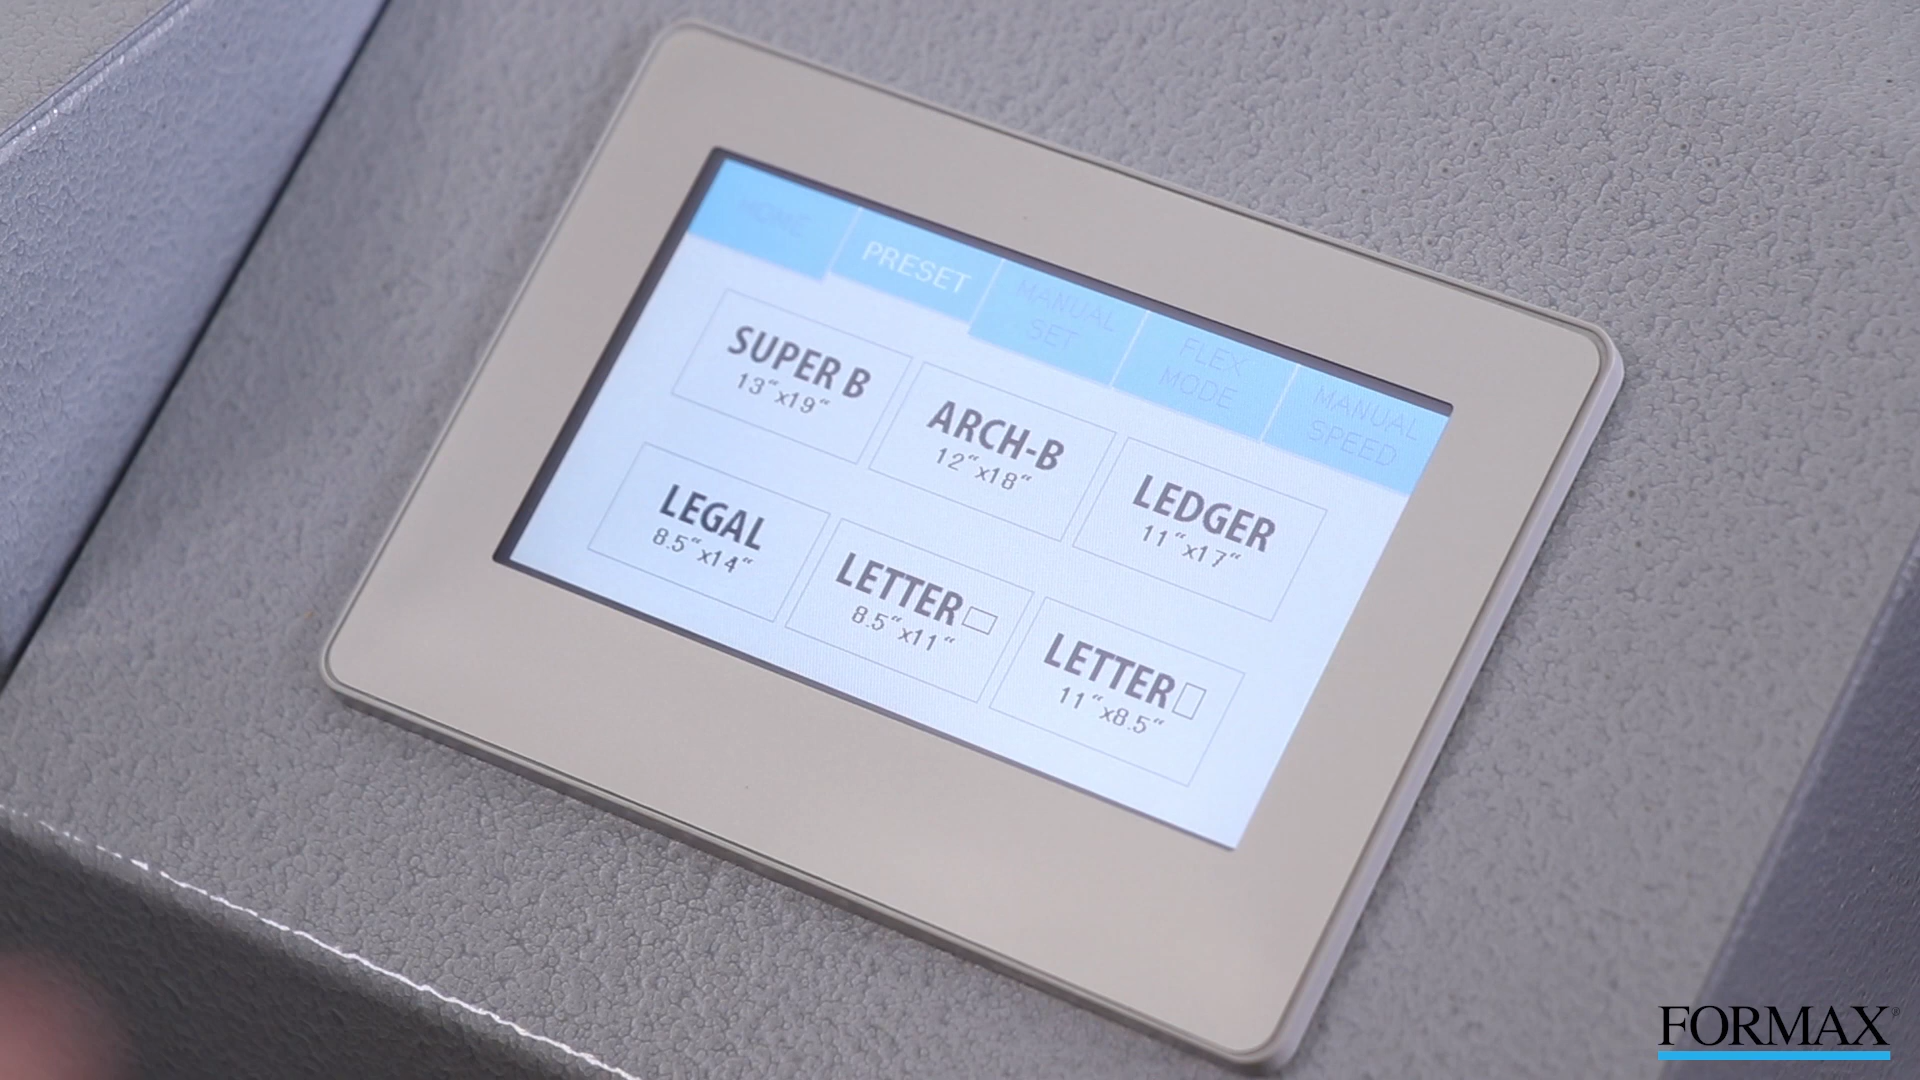 HOME
PRESET
MANUAL
SET
FLEX
MODE
MANUAL
SPEED
SUPER B
13"x19"
ARCH-B
12"x18"
LEDGER
11"x17"
LEGAL
8.5"x14"
LETTER
8.5"x11"
LETTER
11"x8.5"
FORMAX®